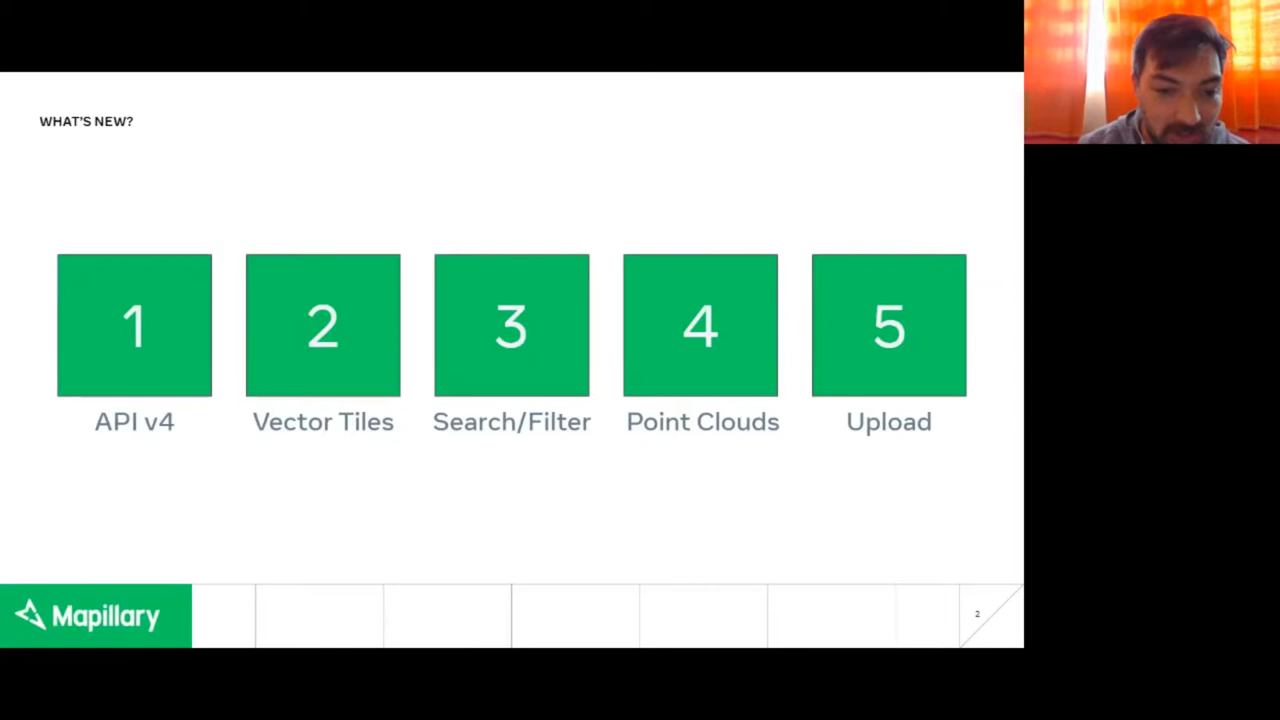 WHAT'S NEW?
1 2 3 4 5
API v4 Vector Tiles Search/Filter Point Clouds Upload
Mapillary
2